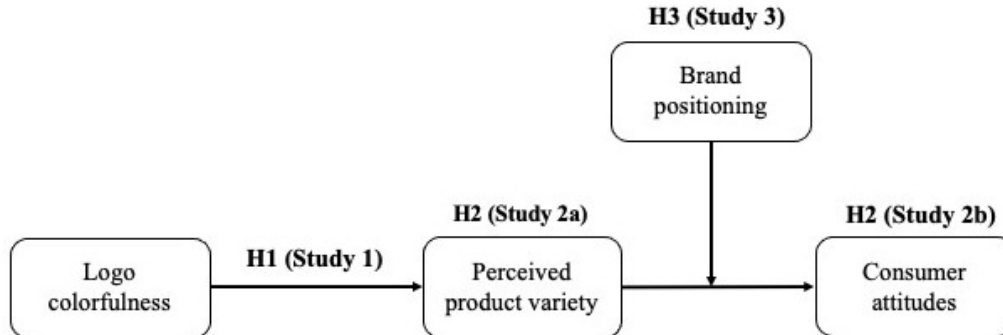 H3 (Study 3)
Brand
positioning
H2 (Study 2a)
H2 (Study 2b)
Logo
colorfulness
H1 (Study 1)
Perceived
product variety
Consumer
attitudes